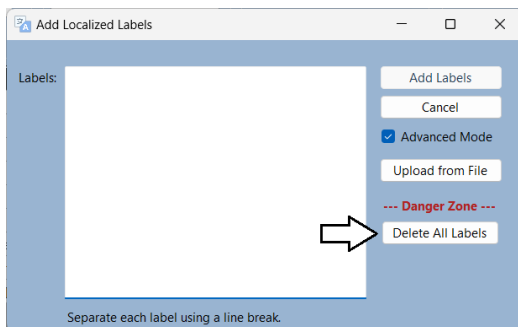 Add Localized Labels
Labels:
Add Labels
Cancel
Advanced Mode
Upload from File
--- Danger Zone ---
Delete All Labels
Separate each label using a line break.